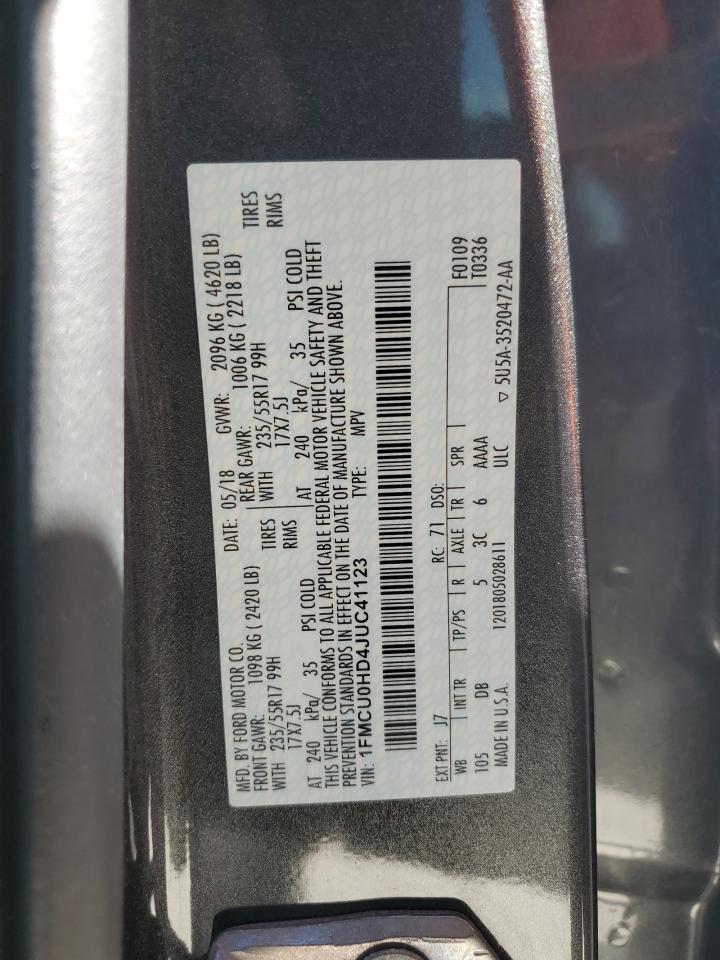 MFD. BY FORD MOTOR CO. DATE: 05/18 GVWR: 2096 KG ( 4620 LB)
FRONT GAWR: 1098 KG ( 2420 LB) REAR GAWR: 1006 KG ( 2218 LB)
WITH 235/55R17 99H TIRES WITH 235/55R17 99H TIRES
17X7.5J RIMS 17X7.5J RIMS
AT 240 kPa/ 35 PSI COLD AT 240 kPa/ 35 PSI COLD
THIS VEHICLE CONFORMS TO ALL APPLICABLE FEDERAL MOTOR VEHICLE SAFETY AND THEFT
PREVENTION STANDARDS IN EFFECT ON THE DATE OF MANUFACTURE SHOWN ABOVE.
VIN: 1FMCU0HD4JUC41123 TYPE: MPV
EXT PNT: J7 RC: 71 DSO: F0109
WB INT TR TP/PS R AXLE TR SPR T0336
105 DB 5 3C 6 AAAA
MADE IN U.S.A. 1201805028611 ULC ▽ 5U5A-3520472-AA